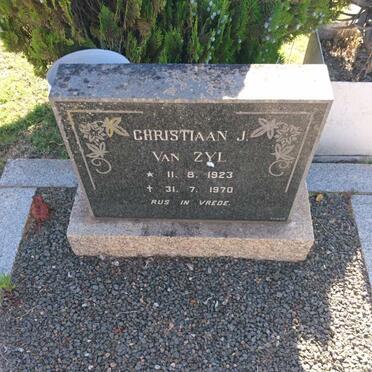 CHRISTIAAN J.
VAN ZYL
* 11. 8. 1923
✝ 31. 7. 1970
RUS IN VREDE.